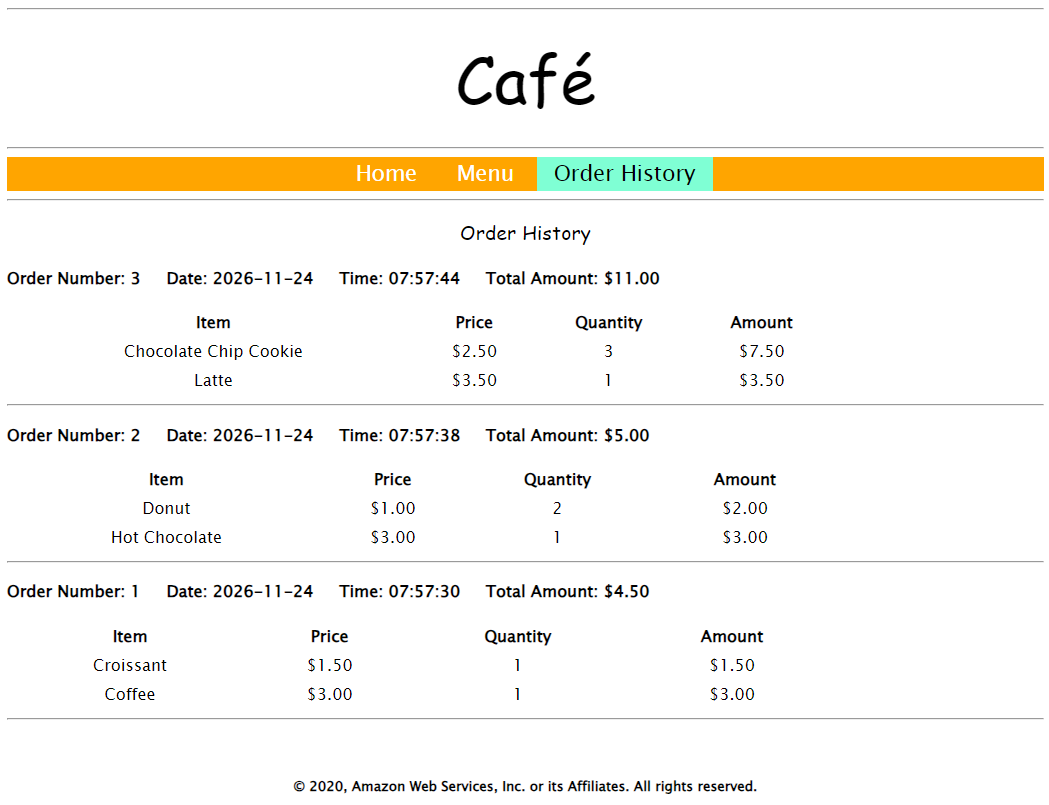 Café
Home Menu Order History
Order History
Order Number: 3 Date: 2026-11-24 Time: 07:57:44 Total Amount: $11.00
Item Price Quantity Amount
Chocolate Chip Cookie $2.50 3 $7.50
Latte $3.50 1 $3.50
Order Number: 2 Date: 2026-11-24 Time: 07:57:38 Total Amount: $5.00
Item Price Quantity Amount
Donut $1.00 2 $2.00
Hot Chocolate $3.00 1 $3.00
Order Number: 1 Date: 2026-11-24 Time: 07:57:30 Total Amount: $4.50
Item Price Quantity Amount
Croissant $1.50 1 $1.50
Coffee $3.00 1 $3.00
© 2020, Amazon Web Services, Inc. or its Affiliates. All rights reserved.